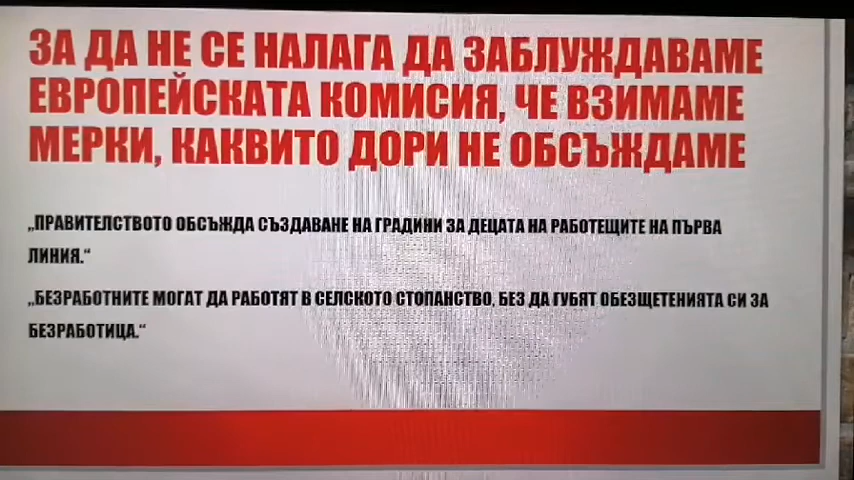 ЗА ДА НЕ СЕ НАЛАГА ДА ЗАБЛУЖДАВАМЕ
ЕВРОПЕЙСКАТА КОМИСИЯ, ЧЕ ВЗИМАМЕ
МЕРКИ, КАКВИТО ДОРИ НЕ ОБСЪЖДАМЕ
„ПРАВИТЕЛСТВОТО ОБСЪЖДА СЪЗДАВАНЕ НА ГРАДИНИ ЗА ДЕЦАТА НА РАБОТЕЩИТЕ НА ПЪРВА
ЛИНИЯ.“
„БЕЗРАБОТНИТЕ МОГАТ ДА РАБОТЯТ В СЕЛСКОТО СТОПАНСТВО, БЕЗ ДА ГУБЯТ ОБЕЗЩЕТЕНИЯТА СИ ЗА
БЕЗРАБОТИЦА.“